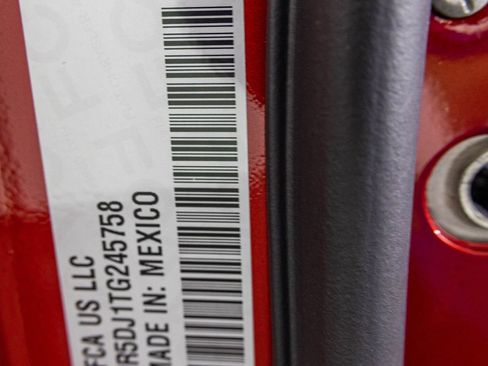 FCA US LLC
R5DJ1TG245758
MADE IN: MEXICO